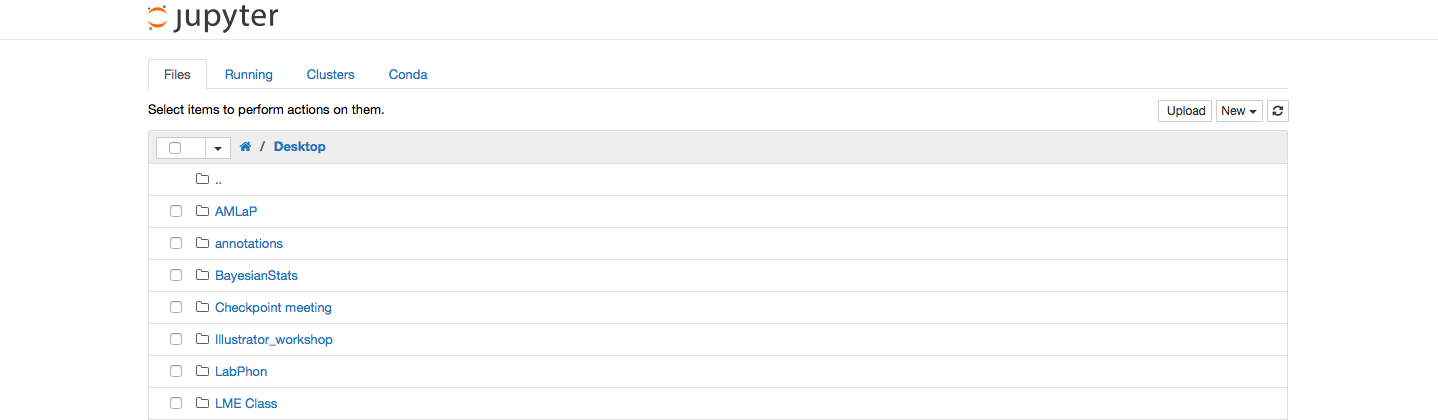 jupyter
Files Running Clusters Conda
Select items to perform actions on them. Upload New
/ Desktop
..
AMLaP
annotations
BayesianStats
Checkpoint meeting
Illustrator_workshop
LabPhon
LME Class